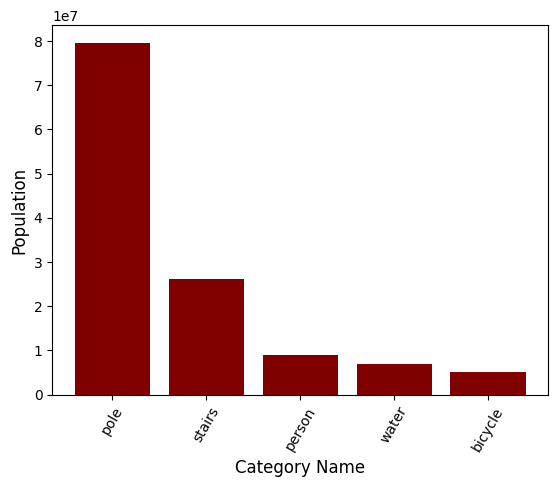 1e7
8
7
6
5
4
3
2
1
0
Population
pole
stairs
person
water
bicycle
Category Name